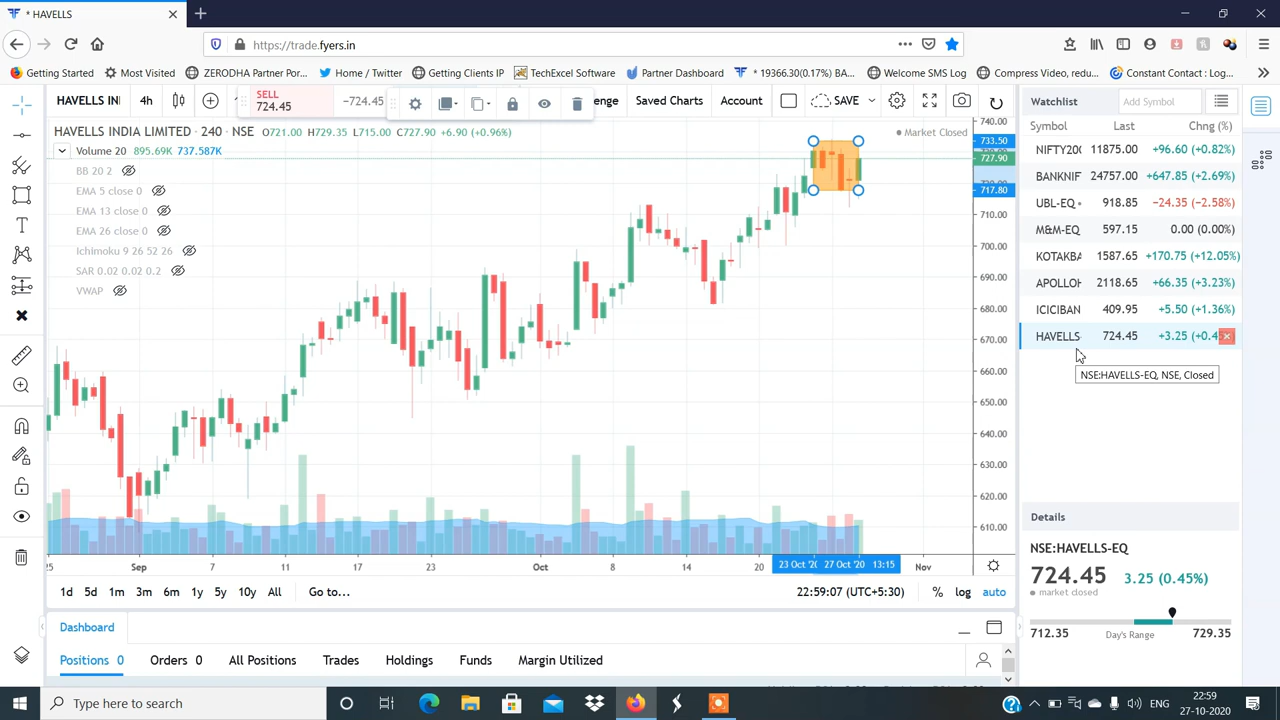 * HAVELLS
https://trade.fyers.in
Getting Started
Most Visited
ZERODHA Partner Por...
Home / Twitter
Getting Clients IP
TechExcel Software
Partner Dashboard
* 19366.30(0.17%) BA...
Welcome SMS Log
Compress Video, redu...
Constant Contact : Log...
HAVELLS INI
4h
SELL
724.45
−724.45
enge
Saved Charts
Account
SAVE
HAVELLS INDIA LIMITED · 240 · NSE O721.00 H729.35 L715.00 C727.90 +6.90 (+0.96%)
Market Closed
Volume 20 895.69K 737.587K
BB 20 2
EMA 5 close 0
EMA 13 close 0
EMA 26 close 0
Ichimoku 9 26 52 26
SAR 0.02 0.02 0.2
VWAP
740.00
733.50
727.90
717.80
710.00
700.00
690.00
680.00
670.00
660.00
650.00
640.00
630.00
620.00
610.00
25 Sep 7 11 17 23 Oct 8 14 20 23 Oct '20 27 Oct '20 13:15 Nov
1d 5d 1m 3m 6m 1y 5y 10y All Go to...
22:59:07 (UTC+5:30) % log auto
Watchlist
Add Symbol
Symbol Last Chng (%)
NIFTY200 11875.00 +96.60 (+0.82%)
BANKNIF 24757.00 +647.85 (+2.69%)
UBL-EQ 918.85 −24.35 (−2.58%)
M&M-EQ 597.15 0.00 (0.00%)
KOTAKBA 1587.65 +170.75 (+12.05%)
APOLLOH 2118.65 +66.35 (+3.23%)
ICICIBAN 409.95 +5.50 (+1.36%)
HAVELLS- 724.45 +3.25 (+0.4
NSE:HAVELLS-EQ, NSE, Closed
Details
NSE:HAVELLS-EQ
724.45 3.25 (0.45%)
market closed
712.35 Day's Range 729.35
Dashboard
Positions 0
Orders 0
All Positions
Trades
Holdings
Funds
Margin Utilized
Type here to search
ENG
22:59
27-10-2020